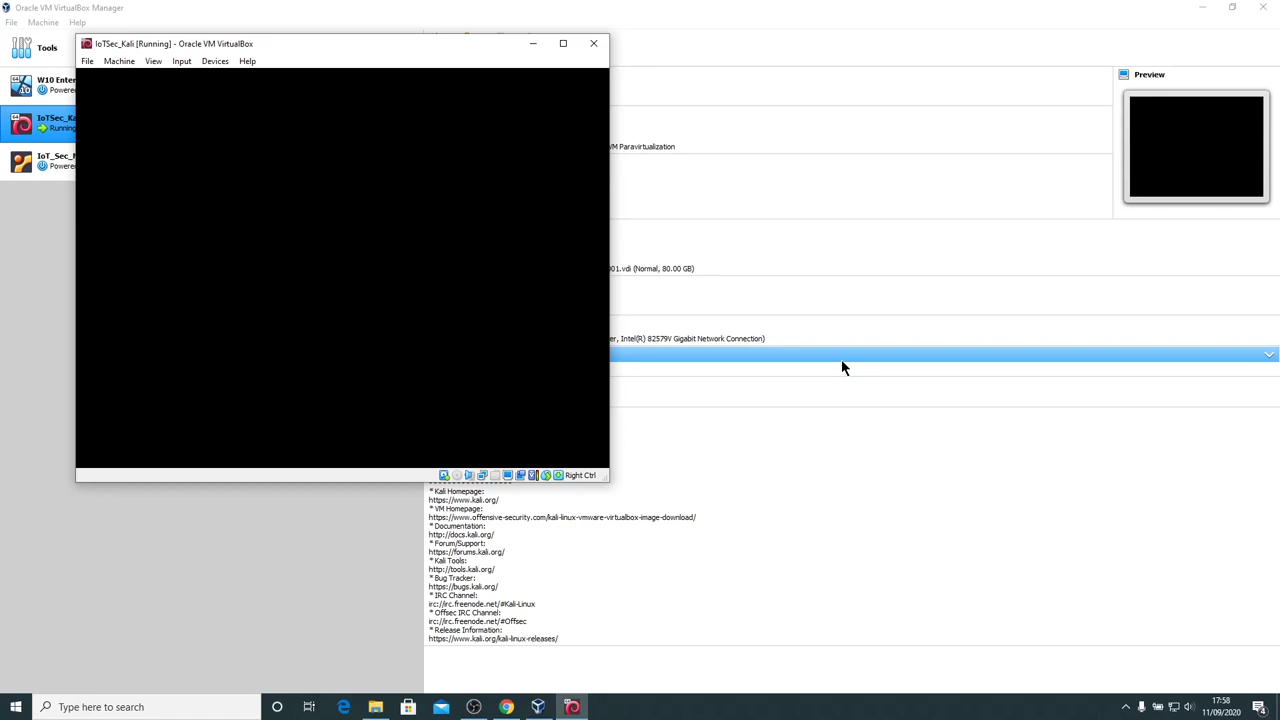 Oracle VM VirtualBox Manager
File Machine Help
Tools
IoTSec_Kali [Running] - Oracle VM VirtualBox
File Machine View Input Devices Help
W10 Enter
Powere
IoTSec_Ka
Running
IoT_Sec_
Powere
Preview
VM Paravirtualization
001.vdi (Normal, 80.00 GB)
er, Intel(R) 82579V Gigabit Network Connection)
Right Ctrl
* Kali Homepage:
https://www.kali.org/
* VM Homepage:
https://www.offensive-security.com/kali-linux-vmware-virtualbox-image-download/
* Documentation:
http://docs.kali.org/
* Forum/Support:
https://forums.kali.org/
* Kali Tools:
http://tools.kali.org/
* Bug Tracker:
https://bugs.kali.org/
* IRC Channel:
irc://irc.freenode.net/#Kali-Linux
* Offsec IRC Channel:
irc://irc.freenode.net/#Offsec
* Release Information:
https://www.kali.org/kali-linux-releases/
Type here to search
17:58
11/09/2020
4